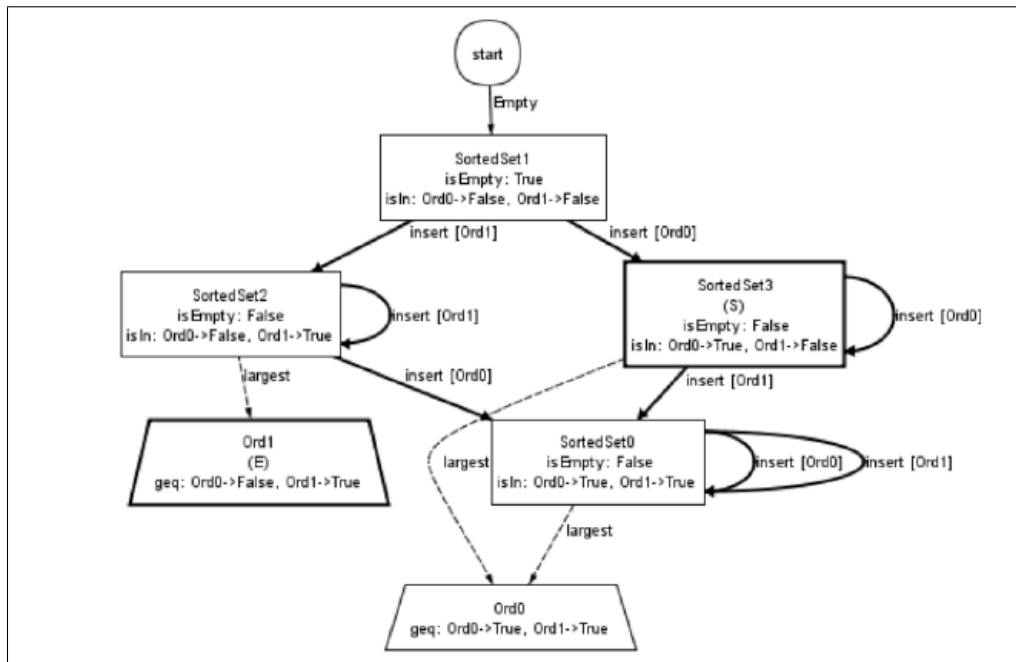 start
Empty
SortedSet1
isEmpty: True
isIn: Ord0->False, Ord1->False
insert [Ord1]
insert [Ord0]
SortedSet2
isEmpty: False
isIn: Ord0->False, Ord1->True
insert [Ord1]
SortedSet3
(S)
isEmpty: False
isIn: Ord0->True, Ord1->False
insert [Ord0]
largest
insert [Ord0]
insert [Ord1]
Ord1
(E)
geq: Ord0->False, Ord1->True
largest
SortedSet0
isEmpty: False
isIn: Ord0->True, Ord1->True
insert [Ord0]
insert [Ord1]
largest
Ord0
geq: Ord0->True, Ord1->True